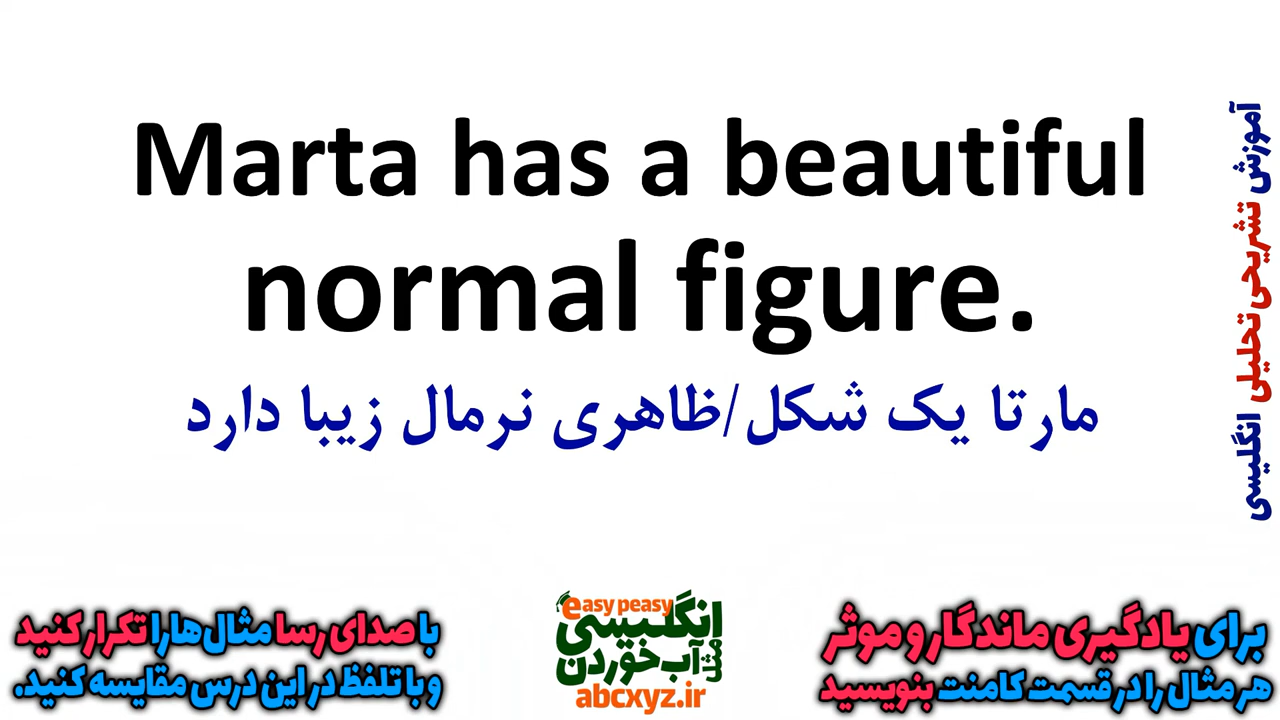 Marta has a beautiful
normal figure.
مارتا یک شکل/ظاهری نرمال زیبا دارد
آموزش تشریحی تحلیلی انگلیسی
برای یادگیری ماندگار و موثر
هر مثال را در قسمت کامنت بنویسید
easy peasy
انگلیسی
مثل آب خوردن
abcxyz.ir
با صدای رسا مثال‌ها را تکرار کنید
و با تلفظ در این درس مقایسه کنید.